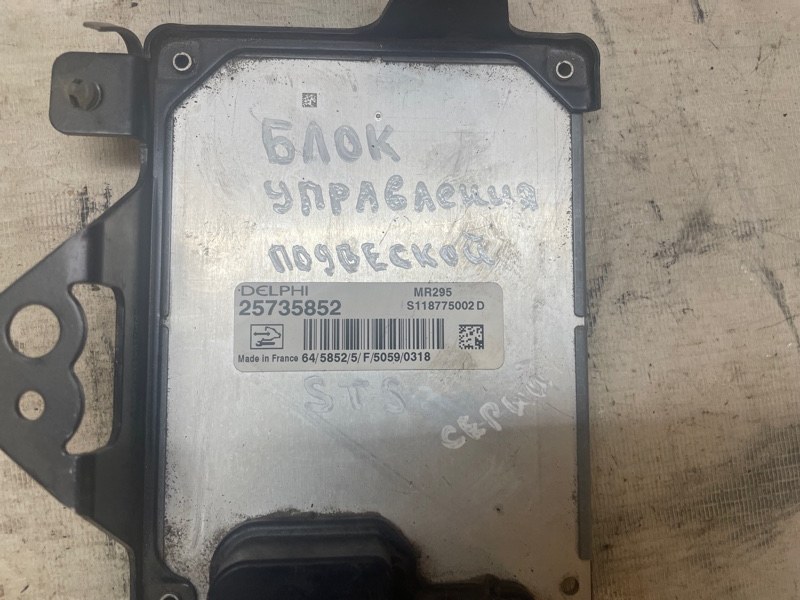 БЛОК
УПРАВЛЕНИЯ
ПОДВЕСКОЙ
DELPHI MR295
25735852 S118775002 D
Made in France 64/5852/5/F/5059/0318
STS
СЕРЫЙ